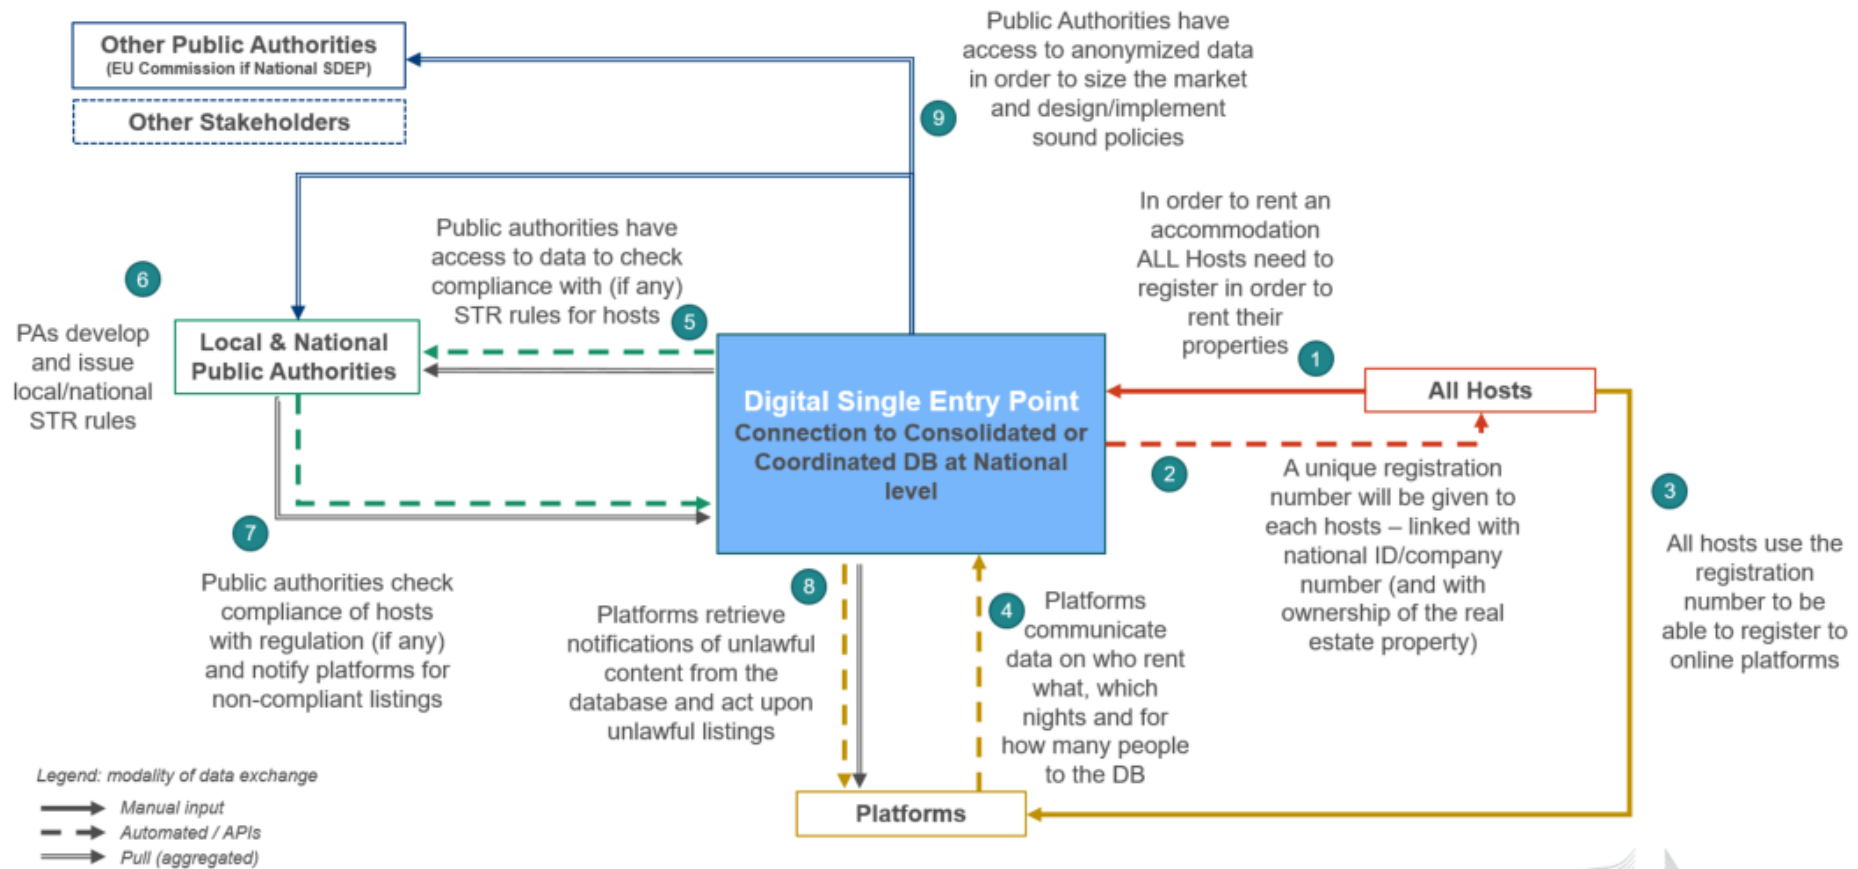 Other Public Authorities
(EU Commission if National SDEP)
Other Stakeholders
9
Public Authorities have
access to anonymized data
in order to size the market
and design/implement
sound policies
6
PAs develop
and issue
local/national
STR rules
Local & National
Public Authorities
Public authorities have
access to data to check
compliance with (if any)
STR rules for hosts
5
Digital Single Entry Point
Connection to Consolidated or
Coordinated DB at National
level
In order to rent an
accommodation
ALL Hosts need to
register in order to
rent their
properties
1
All Hosts
2
A unique registration
number will be given to
each hosts – linked with
national ID/company
number (and with
ownership of the real
estate property)
3
All hosts use the
registration
number to be
able to register to
online platforms
7
Public authorities check
compliance of hosts
with regulation (if any)
and notify platforms for
non-compliant listings
8
Platforms retrieve
notifications of unlawful
content from the
database and act upon
unlawful listings
4
Platforms
communicate
data on who rent
what, which
nights and for
how many people
to the DB
Platforms
Legend: modality of data exchange
Manual input
Automated / APIs
Pull (aggregated)